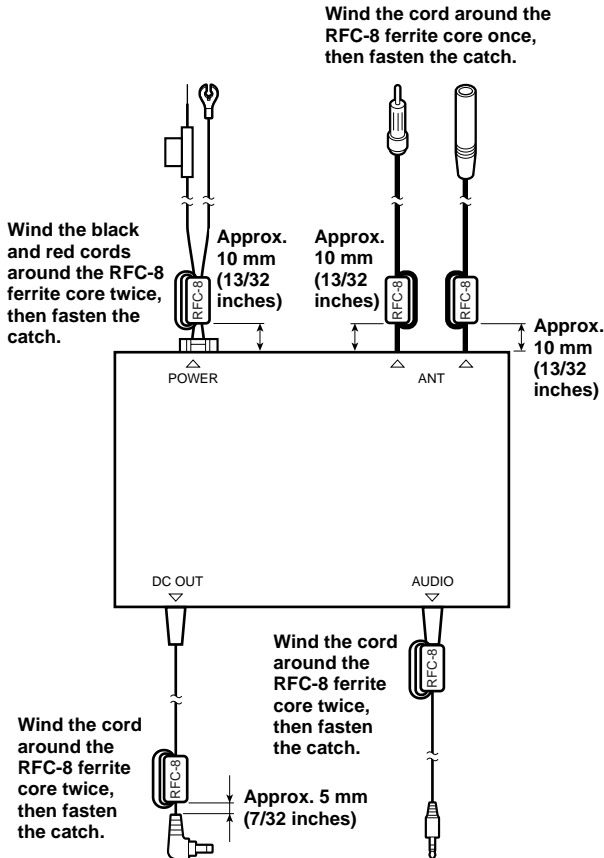 Wind the cord around the
RFC-8 ferrite core once,
then fasten the catch.
Wind the black
and red cords
around the RFC-8
ferrite core twice,
then fasten the
catch.
RFC-8
Approx.
10 mm
(13/32
inches)
Approx.
10 mm
(13/32
inches)
RFC-8
RFC-8
Approx.
10 mm
(13/32
inches)
POWER
ANT
DC OUT
AUDIO
Wind the cord
around the
RFC-8 ferrite
core twice,
then fasten
the catch.
RFC-8
Wind the cord
around the
RFC-8 ferrite
core twice,
then fasten
the catch.
RFC-8
Approx. 5 mm
(7/32 inches)